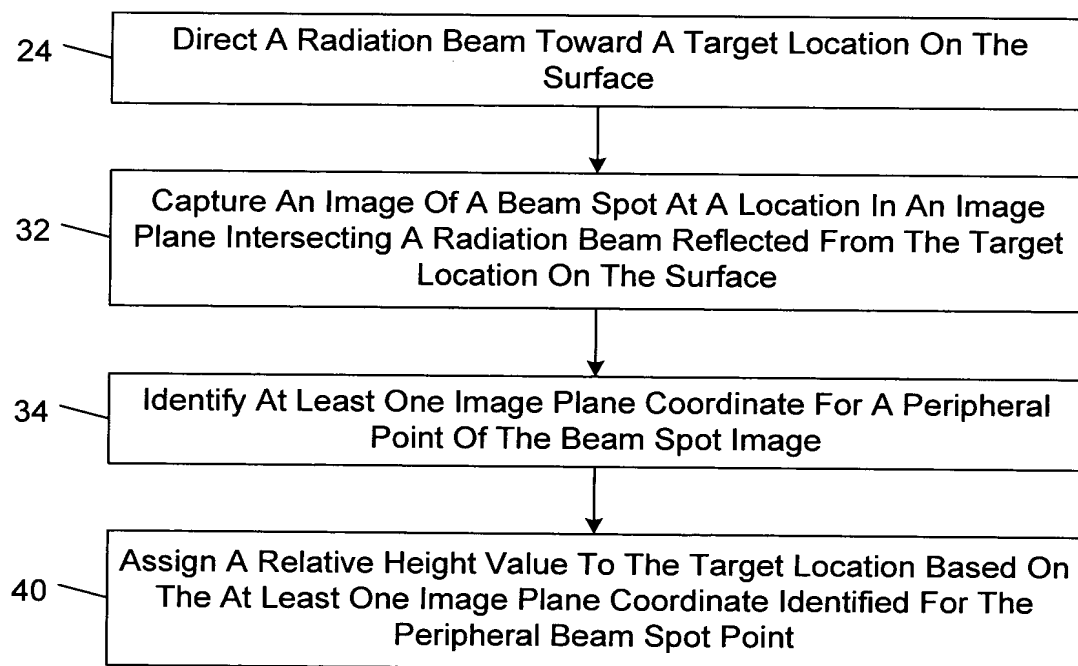 24
Direct A Radiation Beam Toward A Target Location On The
Surface
32
Capture An Image Of A Beam Spot At A Location In An Image
Plane Intersecting A Radiation Beam Reflected From The Target
Location On The Surface
34
Identify At Least One Image Plane Coordinate For A Peripheral
Point Of The Beam Spot Image
40
Assign A Relative Height Value To The Target Location Based On
The At Least One Image Plane Coordinate Identified For The
Peripheral Beam Spot Point